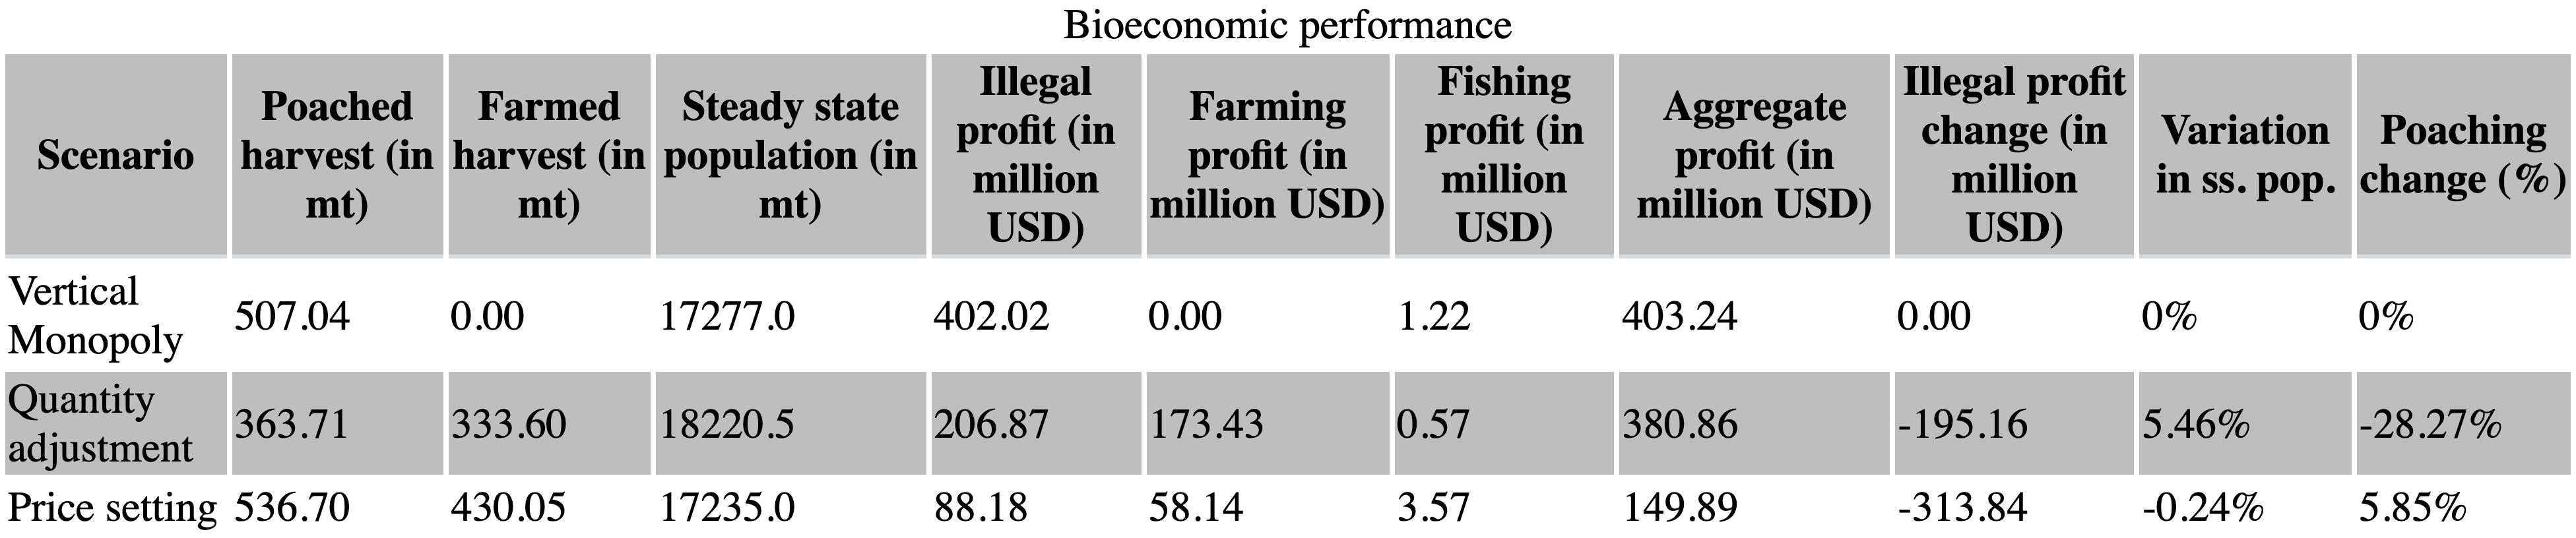 Bioeconomic performance
Scenario Poached harvest (in mt) Farmed harvest (in mt) Steady state population (in mt) Illegal profit (in million USD) Farming profit (in million USD) Fishing profit (in million USD) Aggregate profit (in million USD) Illegal profit change (in million USD) Variation in ss. pop. Poaching change (%)
Vertical Monopoly 507.04 0.00 17277.0 402.02 0.00 1.22 403.24 0.00 0% 0%
Quantity adjustment 363.71 333.60 18220.5 206.87 173.43 0.57 380.86 -195.16 5.46% -28.27%
Price setting 536.70 430.05 17235.0 88.18 58.14 3.57 149.89 -313.84 -0.24% 5.85%